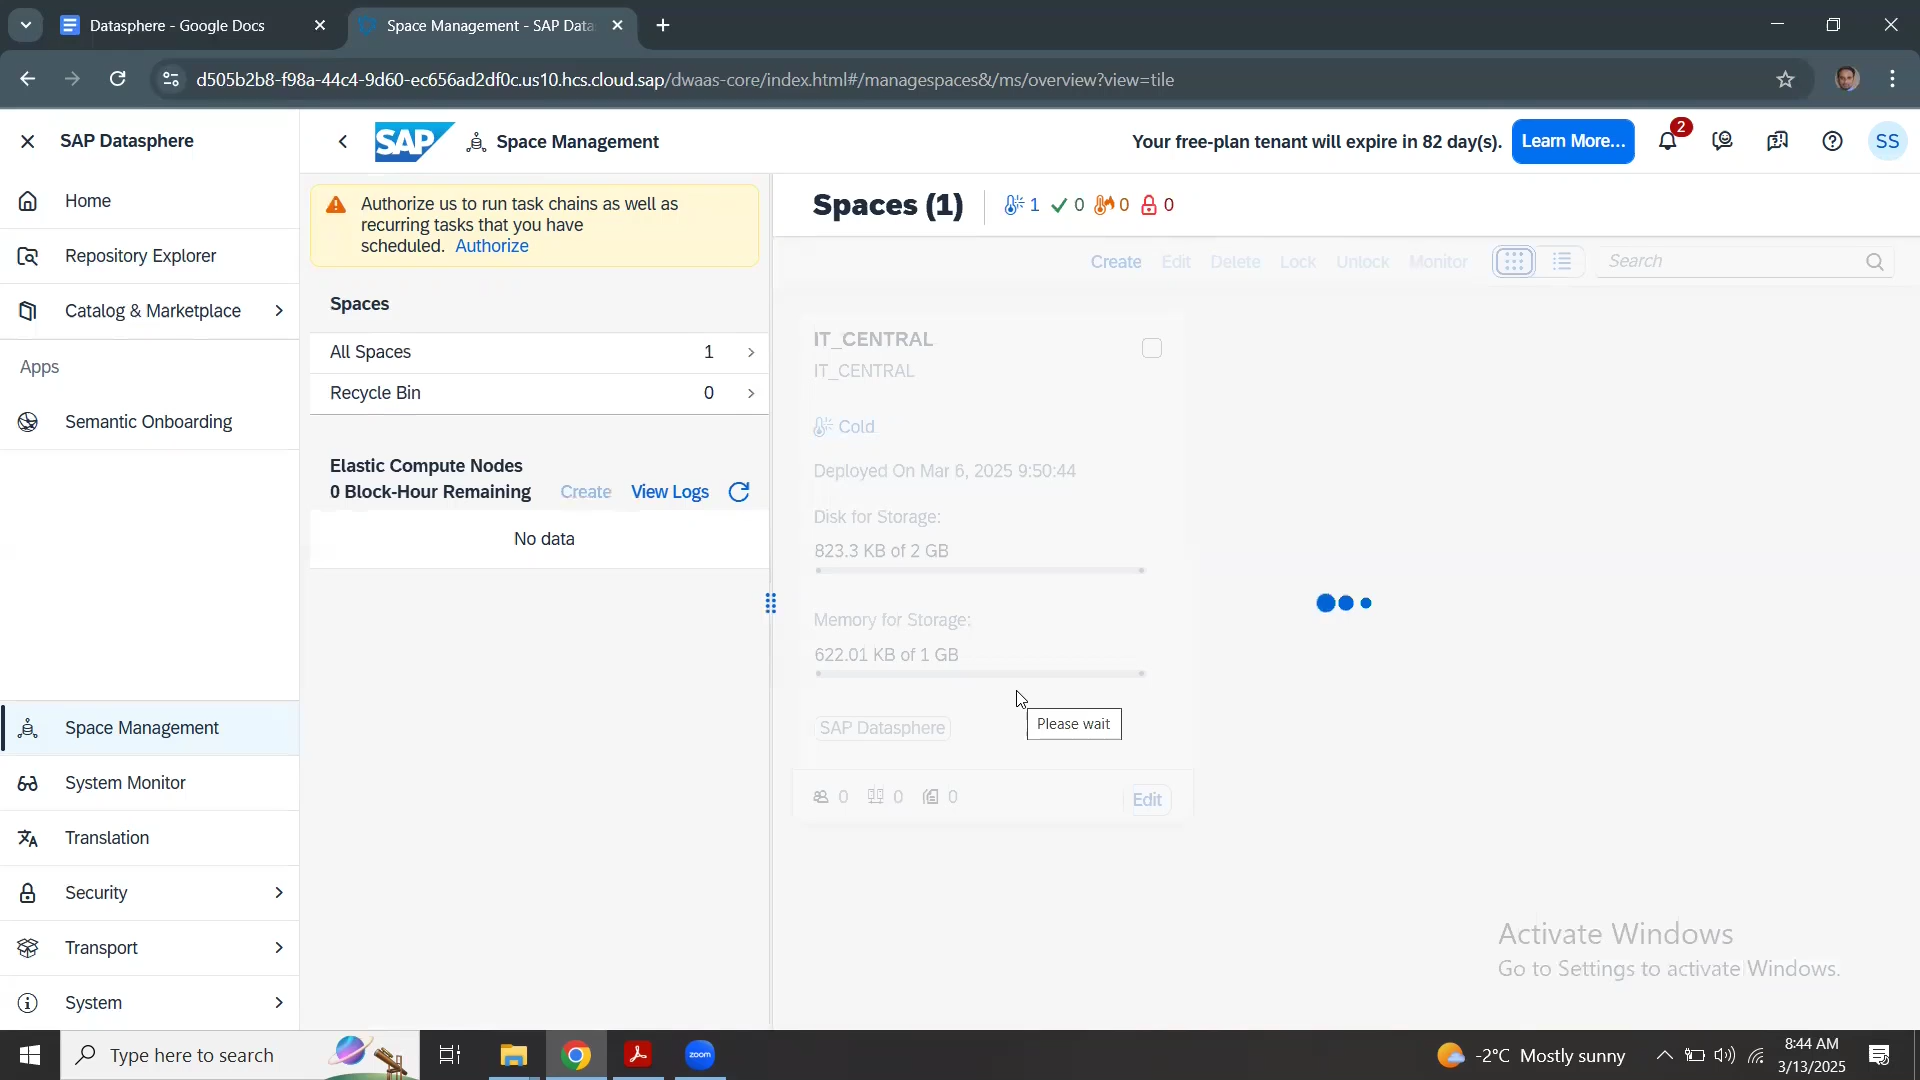 Datasphere - Google Docs
Space Management - SAP Data
d505b2b8-f98a-44c4-9d60-ec656ad2df0c.us10.hcs.cloud.sap/dwaas-core/index.html#/managespaces&/ms/overview?view=tile
SAP Datasphere
SAP
Space Management
Your free-plan tenant will expire in 82 day(s).
Learn More...
2
SS
Home
Repository Explorer
Catalog & Marketplace
Apps
Semantic Onboarding
Space Management
System Monitor
Translation
Security
Transport
System
Authorize us to run task chains as well as
recurring tasks that you have
scheduled. Authorize
Spaces
All Spaces 1
Recycle Bin 0
Elastic Compute Nodes
0 Block-Hour Remaining Create View Logs
No data
Spaces (1) 1 0 0 0
Create Edit Delete Lock Unlock Monitor Search
IT_CENTRAL
IT_CENTRAL
Cold
Deployed On Mar 6, 2025 9:50:44
Disk for Storage:
823.3 KB of 2 GB
Memory for Storage:
622.01 KB of 1 GB
SAP Datasphere
Please wait
0 0 0 Edit
Activate Windows
Go to Settings to activate Windows.
Type here to search
zoom
-2°C Mostly sunny
8:44 AM
3/13/2025